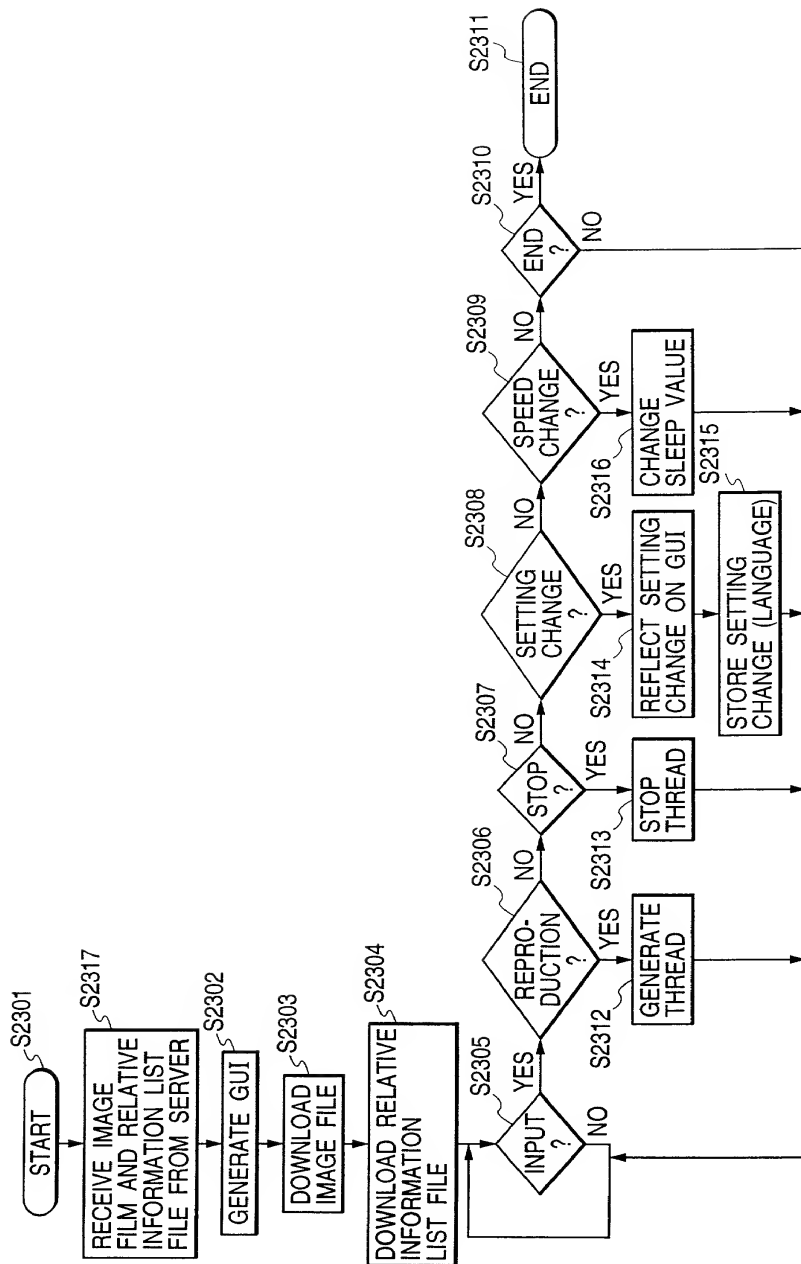 S2301
START
S2317
RECEIVE IMAGE
FILM AND RELATIVE
INFORMATION LIST
FILE FROM SERVER
S2302
GENERATE GUI
S2303
DOWNLOAD
IMAGE FILE
S2304
DOWNLOAD RELATIVE
INFORMATION
LIST FILE
S2305
INPUT
?
YES
NO
S2306
REPRO-
DUCTION
?
NO
YES
S2312
GENERATE
THREAD
S2307
STOP
?
NO
YES
S2313
STOP
THREAD
S2308
SETTING
CHANGE
?
NO
YES
S2314
REFLECT SETTING
CHANGE ON GUI
S2315
STORE SETTING
CHANGE (LANGUAGE)
S2309
SPEED
CHANGE
?
NO
YES
S2316
CHANGE
SLEEP VALUE
S2310
END
?
YES
NO
S2311
END